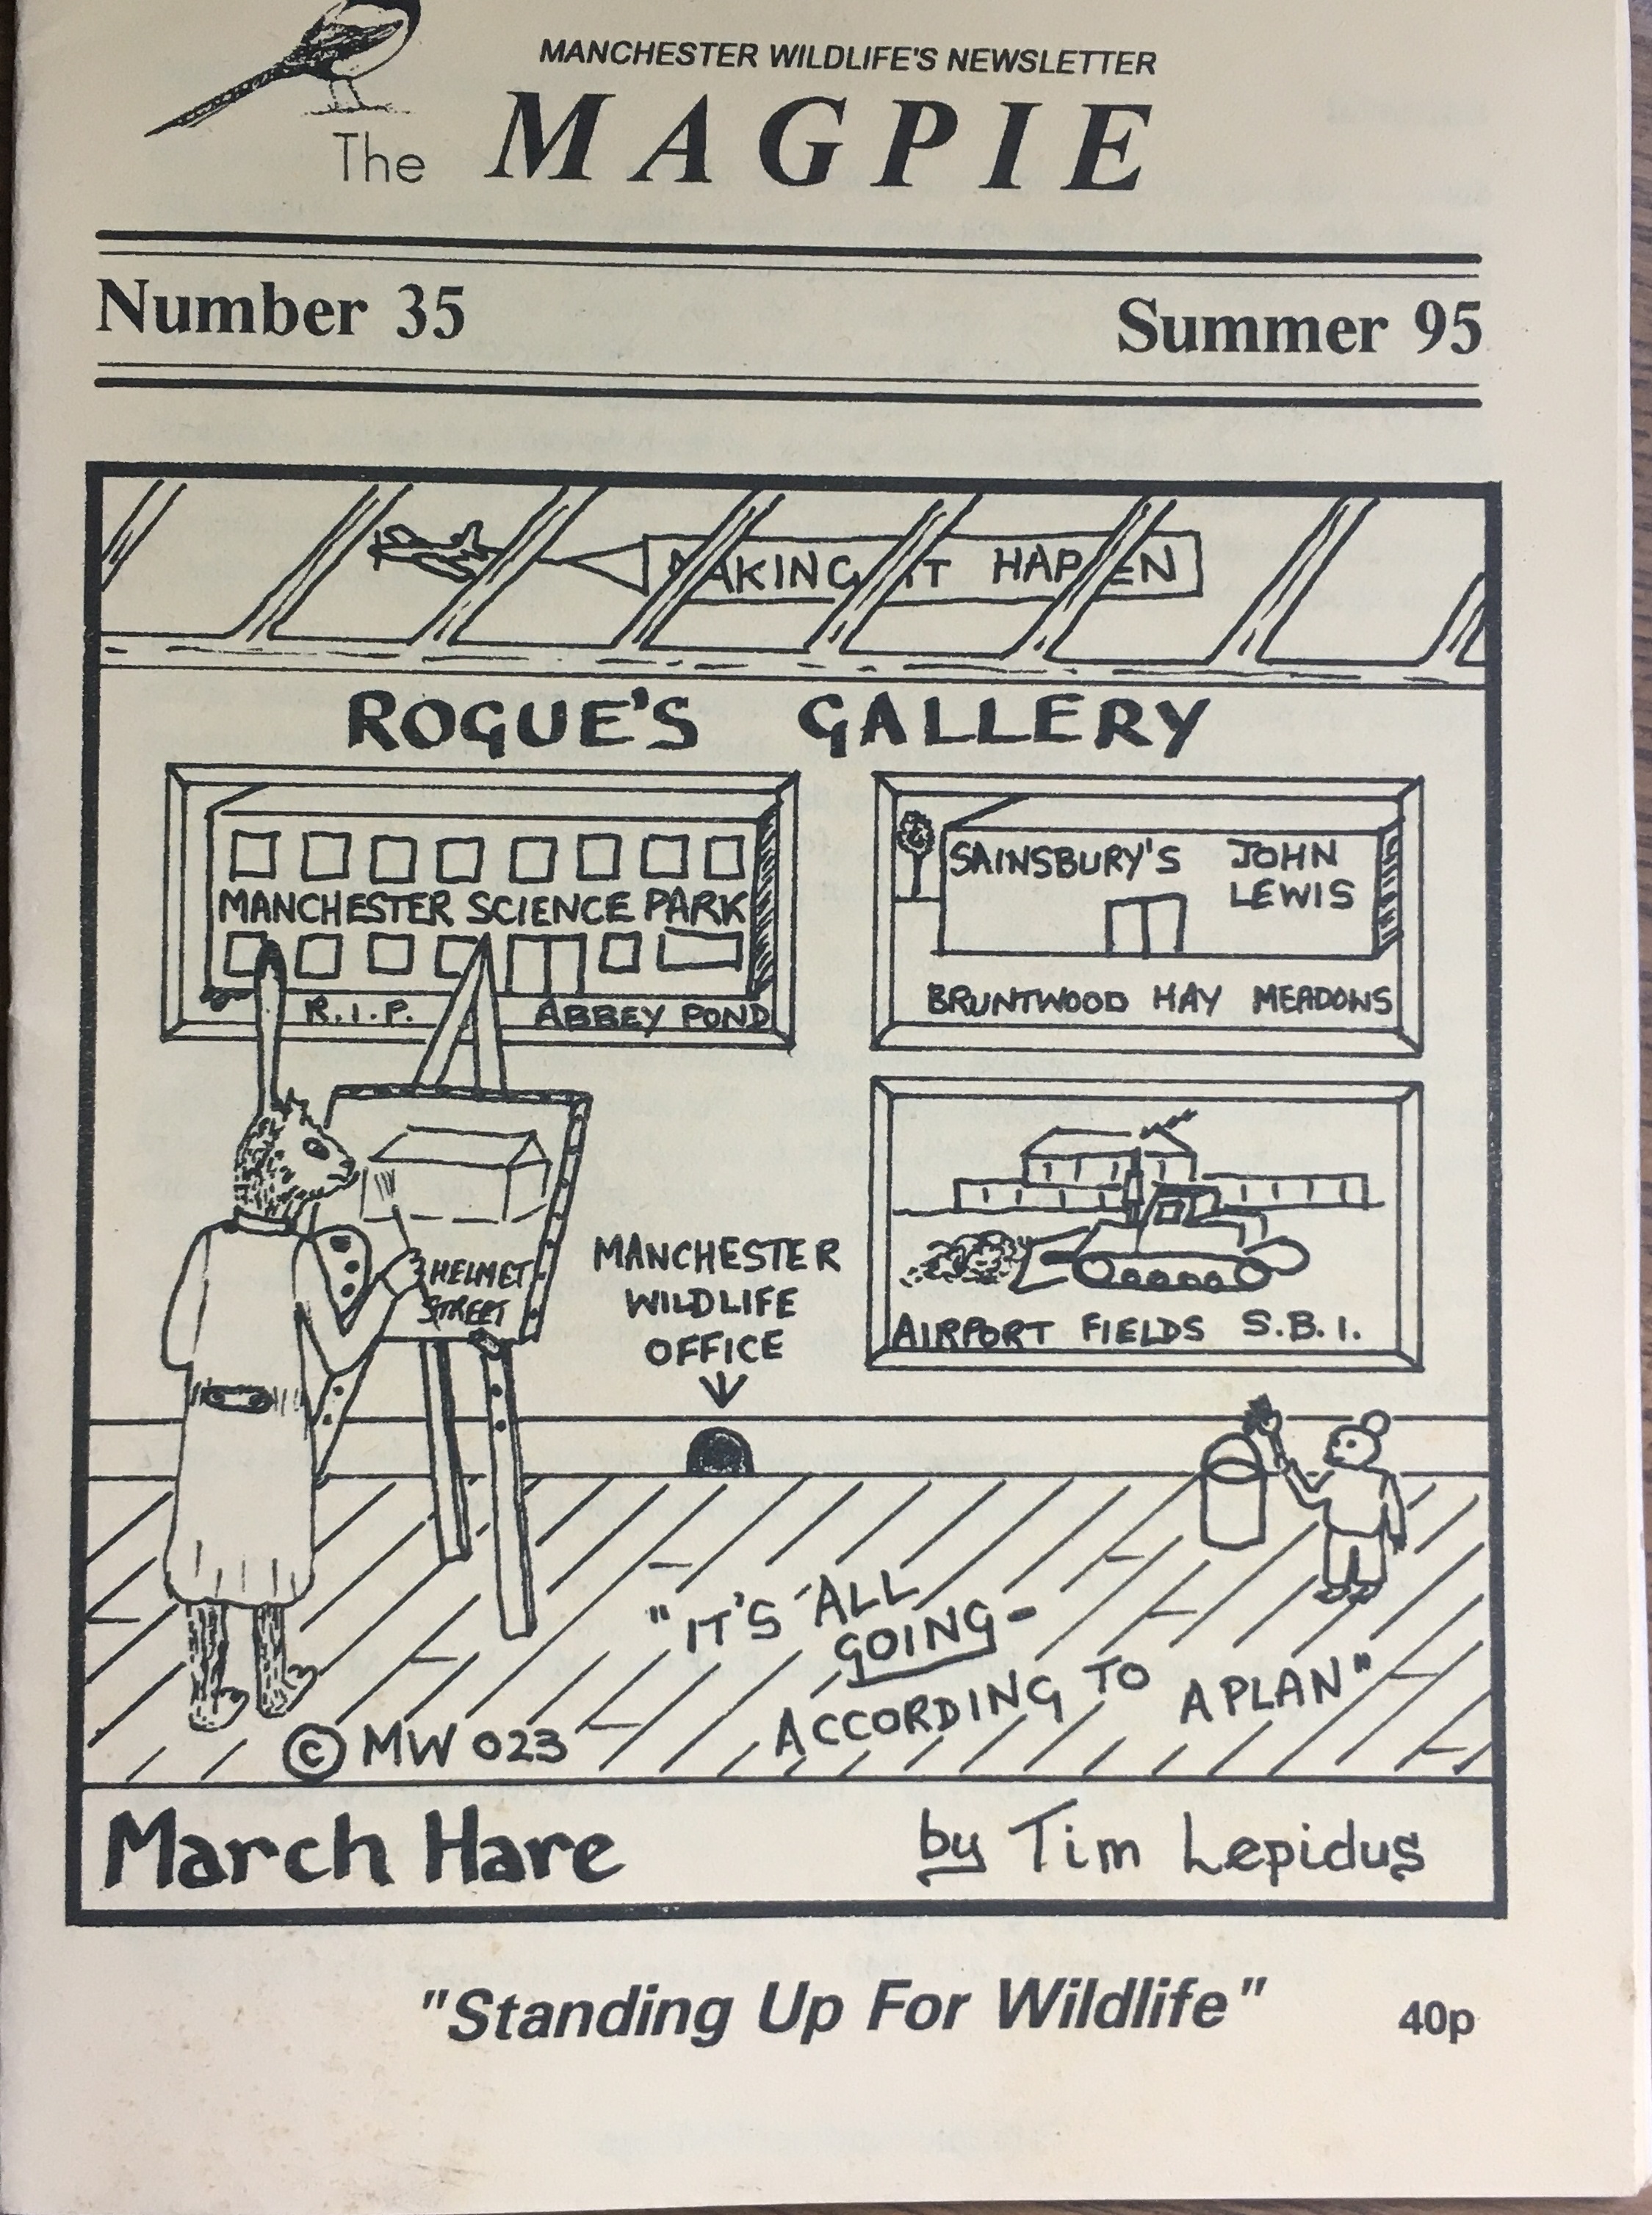 MANCHESTER WILDLIFE'S NEWSLETTER
The MAGPIE
Number 35
Summer 95
MAKING IT HAPPEN
ROGUE'S GALLERY
MANCHESTER SCIENCE PARK
R.I.P. ABBEY POND
SAINSBURY'S JOHN
LEWIS
BRUNTWOOD HAY MEADOWS
HELMET
STREET
MANCHESTER
WILDLIFE
OFFICE
AIRPORT FIELDS S.B.I.
"IT'S ALL
GOING-
ACCORDING TO A PLAN"
© MW 023
March Hare
by Tim Lepidus
"Standing Up For Wildlife"
40p